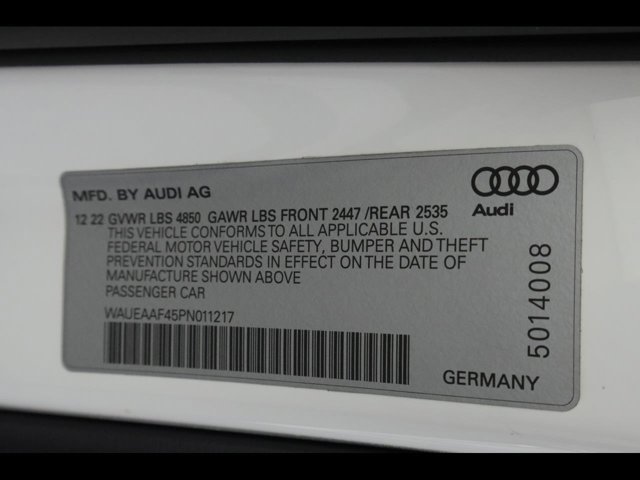 MFD. BY AUDI AG
Audi
12 22 GVWR LBS 4850 GAWR LBS FRONT 2447 /REAR 2535
THIS VEHICLE CONFORMS TO ALL APPLICABLE U.S.
FEDERAL MOTOR VEHICLE SAFETY, BUMPER AND THEFT
PREVENTION STANDARDS IN EFFECT ON THE DATE OF
MANUFACTURE SHOWN ABOVE
PASSENGER CAR
WAUEAAF45PN011217
5014008
GERMANY